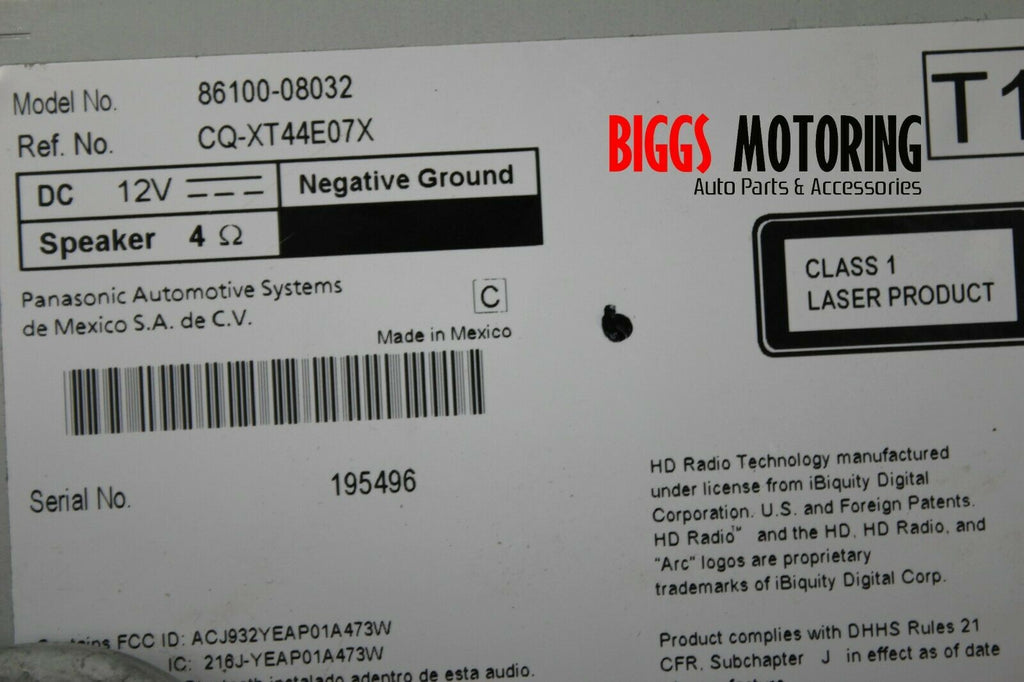 Model No. 86100-08032
Ref. No. CQ-XT44E07X
DC 12V Negative Ground
Speaker 4 Ω
Panasonic Automotive Systems
de Mexico S.A. de C.V.
C
Made in Mexico
Serial No. 195496
FCC ID: ACJ932YEAP01A473W
IC: 216J-YEAP01A473W
instalado adentro de esta audio.
BIGGS MOTORING
Auto Parts & Accessories
T1
CLASS 1
LASER PRODUCT
HD Radio Technology manufactured
under license from iBiquity Digital
Corporation. U.S. and Foreign Patents.
HD Radio™ and the HD, HD Radio, and
"Arc" logos are proprietary
trademarks of iBiquity Digital Corp.
Product complies with DHHS Rules 21
CFR. Subchapter J in effect as of date